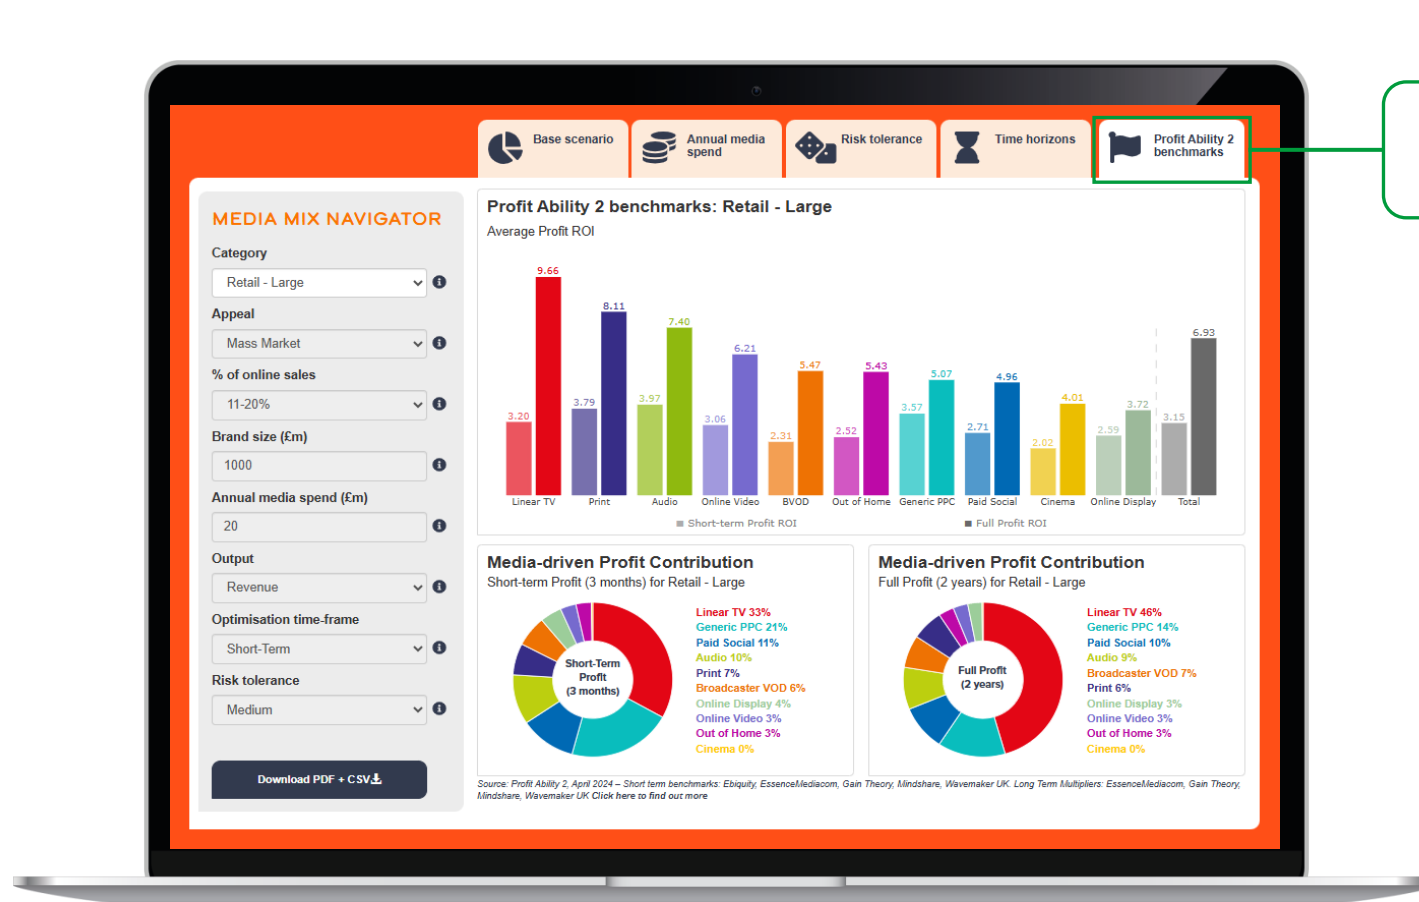 Base scenario
Annual media
spend
Risk tolerance
Time horizons
Profit Ability 2
benchmarks
MEDIA MIX NAVIGATOR
Category
Retail - Large
Appeal
Mass Market
% of online sales
11-20%
Brand size (£m)
1000
Annual media spend (£m)
20
Output
Revenue
Optimisation time-frame
Short-Term
Risk tolerance
Medium
Download PDF + CSV
Profit Ability 2 benchmarks: Retail - Large
Average Profit ROI
3.20 9.66
3.79 8.11
3.97 7.40
3.06 6.21
2.31 5.47
2.52 5.43
3.57 5.07
2.71 4.96
2.02 4.01
2.59 3.72
3.15 6.93
Linear TV Print Audio Online Video BVOD Out of Home Generic PPC Paid Social Cinema Online Display Total
Short-term Profit ROI Full Profit ROI
Media-driven Profit Contribution
Short-term Profit (3 months) for Retail - Large
Short-Term
Profit
(3 months)
Linear TV 33%
Generic PPC 21%
Paid Social 11%
Audio 10%
Print 7%
Broadcaster VOD 6%
Online Display 4%
Online Video 3%
Out of Home 3%
Cinema 0%
Media-driven Profit Contribution
Full Profit (2 years) for Retail - Large
Full Profit
(2 years)
Linear TV 46%
Generic PPC 14%
Paid Social 10%
Audio 9%
Broadcaster VOD 7%
Print 6%
Online Display 3%
Online Video 3%
Out of Home 3%
Cinema 0%
Source: Profit Ability 2, April 2024 – Short term benchmarks: Ebiquity, EssenceMediacom, Gain Theory, Mindshare, Wavemaker UK. Long Term Multipliers: EssenceMediacom, Gain Theory,
Mindshare, Wavemaker UK Click here to find out more